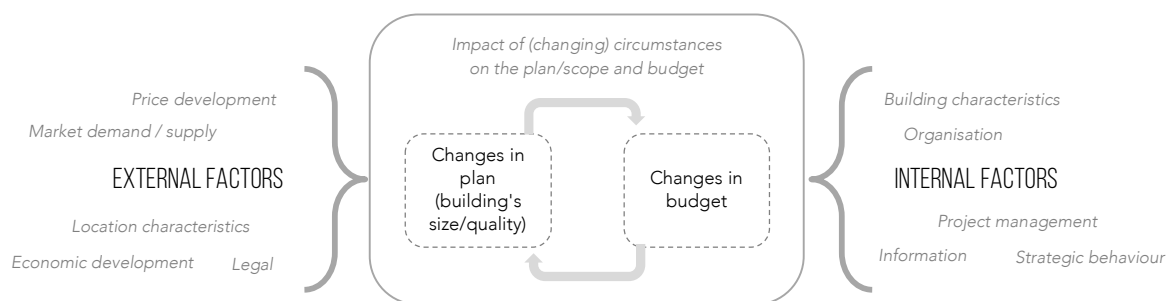 Impact of (changing) circumstances
on the plan/scope and budget
Price development
Market demand / supply
EXTERNAL FACTORS
Location characteristics
Economic development
Legal
Changes in
plan
(building's
size/quality)
Changes in
budget
Building characteristics
Organisation
INTERNAL FACTORS
Project management
Information
Strategic behaviour